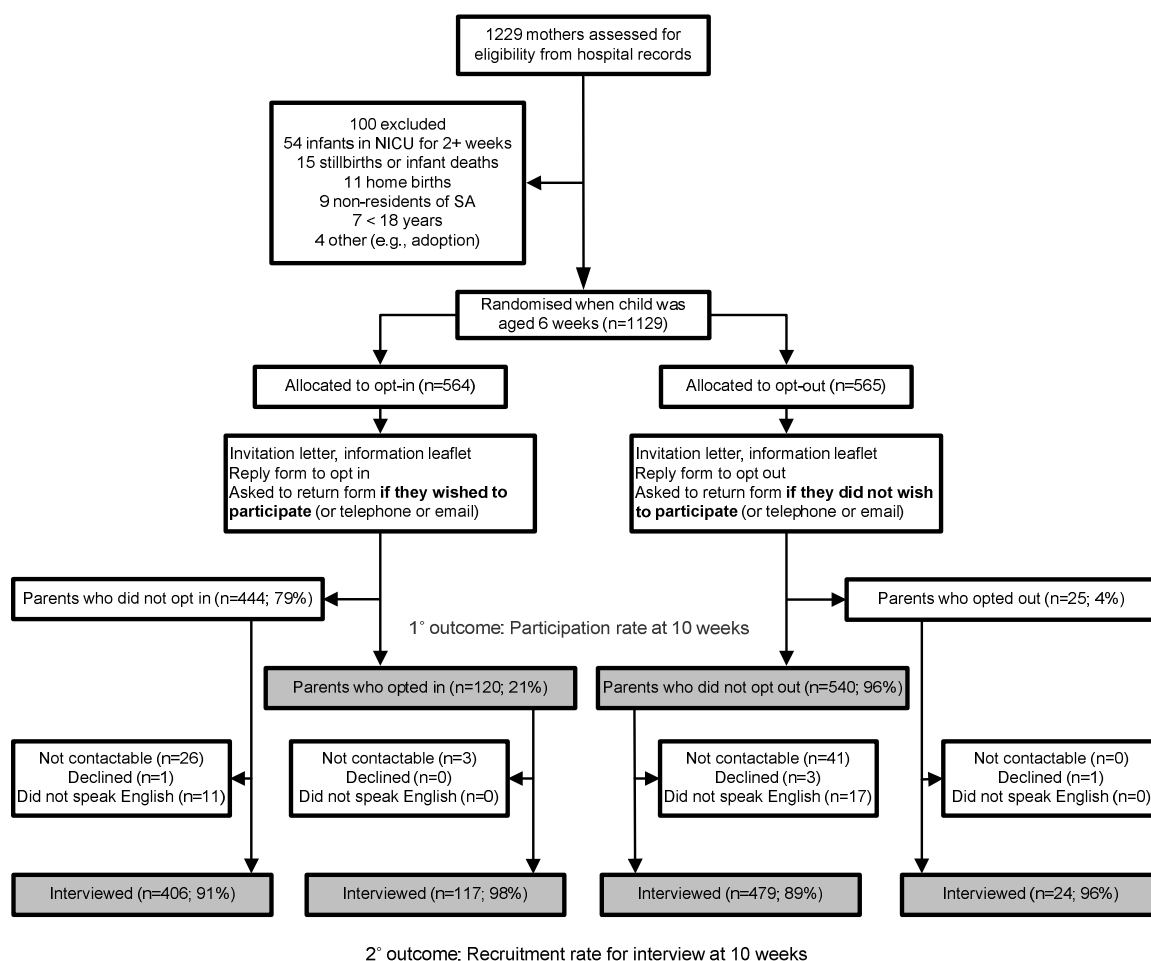 1229 mothers assessed for
eligibility from hospital records
100 excluded
54 infants in NICU for 2+ weeks
15 stillbirths or infant deaths
11 home births
9 non-residents of SA
7 < 18 years
4 other (e.g., adoption)
Randomised when child was
aged 6 weeks (n=1129)
Allocated to opt-in (n=564)
Allocated to opt-out (n=565)
Invitation letter, information leaflet
Reply form to opt in
Asked to return form if they wished to
participate (or telephone or email)
Invitation letter, information leaflet
Reply form to opt out
Asked to return form if they did not wish
to participate (or telephone or email)
Parents who did not opt in (n=444; 79%)
Parents who opted out (n=25; 4%)
1° outcome: Participation rate at 10 weeks
Parents who opted in (n=120; 21%)
Parents who did not opt out (n=540; 96%)
Not contactable (n=26)
Declined (n=1)
Did not speak English (n=11)
Not contactable (n=3)
Declined (n=0)
Did not speak English (n=0)
Not contactable (n=41)
Declined (n=3)
Did not speak English (n=17)
Not contactable (n=0)
Declined (n=1)
Did not speak English (n=0)
Interviewed (n=406; 91%)
Interviewed (n=117; 98%)
Interviewed (n=479; 89%)
Interviewed (n=24; 96%)
2° outcome: Recruitment rate for interview at 10 weeks